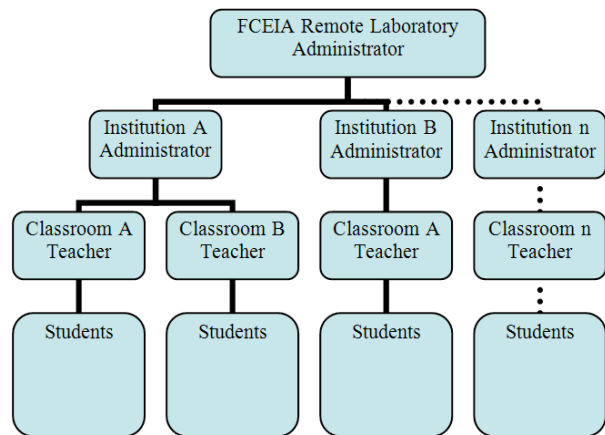 FCEIA Remote Laboratory
Administrator
Institution A
Administrator
Institution B
Administrator
Institution n
Administrator
Classroom A
Teacher
Classroom B
Teacher
Classroom A
Teacher
Classroom n
Teacher
Students
Students
Students
Students